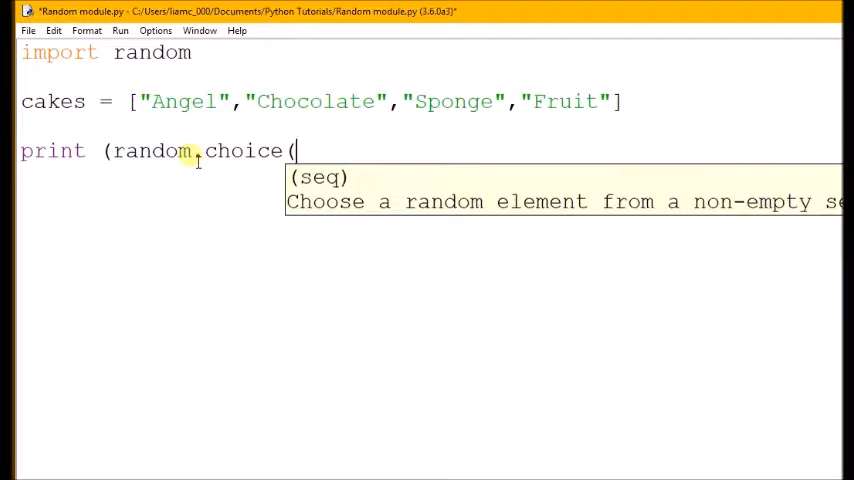 *Random module.py - C:/Users/liamc_000/Documents/Python Tutorials/Random module.py (3.6.0a3)*
File Edit Format Run Options Window Help
import random
cakes = ["Angel","Chocolate","Sponge","Fruit"]
print (random.choice(
(seq)
Choose a random element from a non-empty se